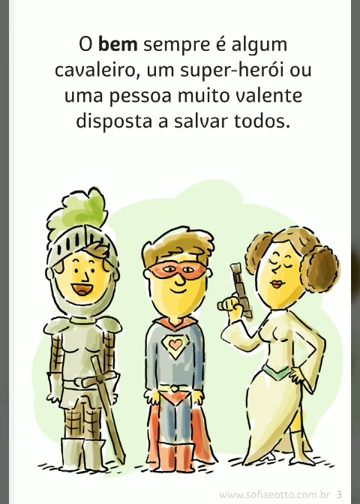 O bem sempre é algum
cavaleiro, um super-herói ou
uma pessoa muito valente
disposta a salvar todos.
www.sofiaeotto.com.br 3